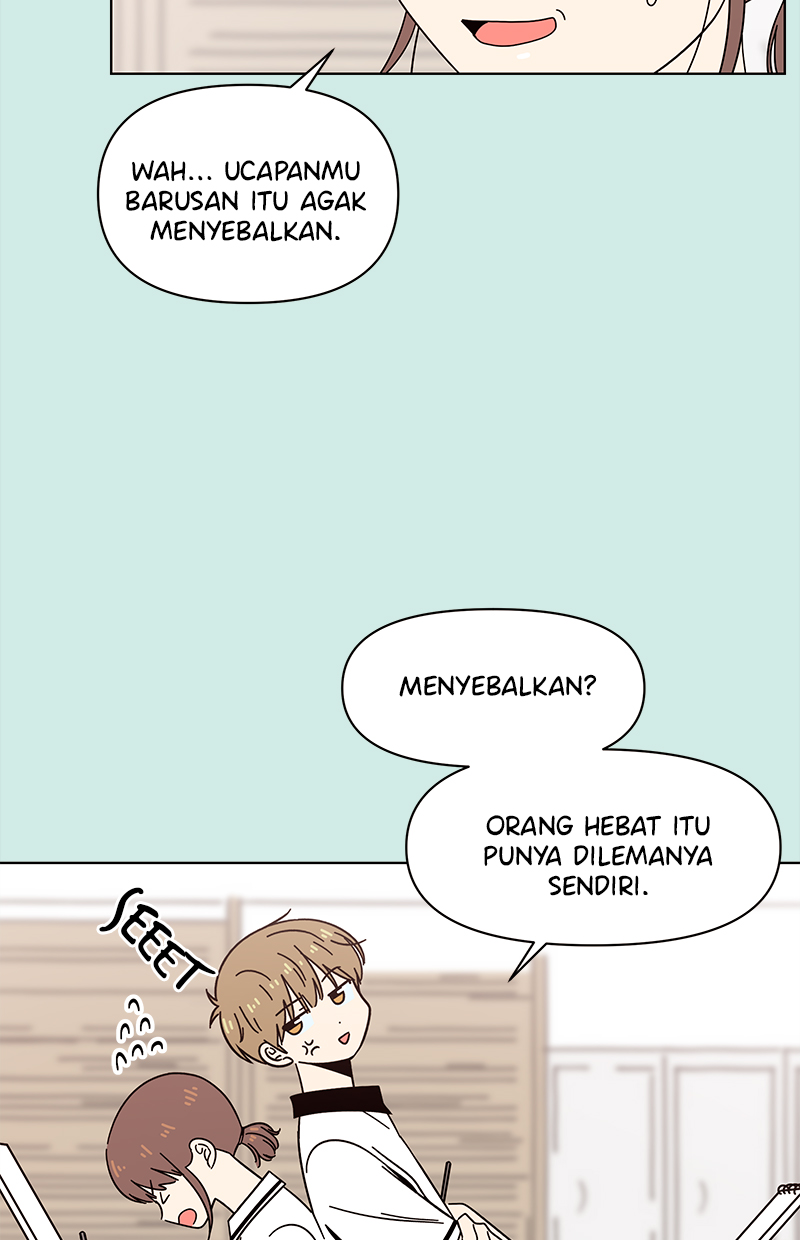 WAH... UCAPANMU
BARUSAN ITU AGAK
MENYEBALKAN.
MENYEBALKAN?
ORANG HEBAT ITU
PUNYA DILEMANYA
SENDIRI.
SEEET